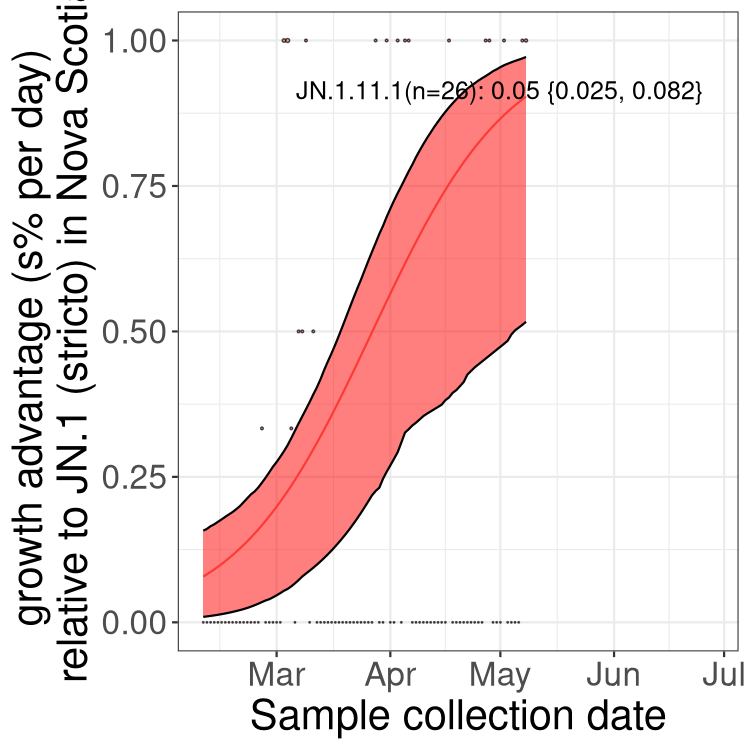 growth advantage (s% per day)
relative to JN.1 (stricto) in Nova Scotia
1.00
0.75
0.50
0.25
0.00
JN.1.11.1(n=26): 0.05 {0.025, 0.082}
Mar Apr May Jun Jul
Sample collection date